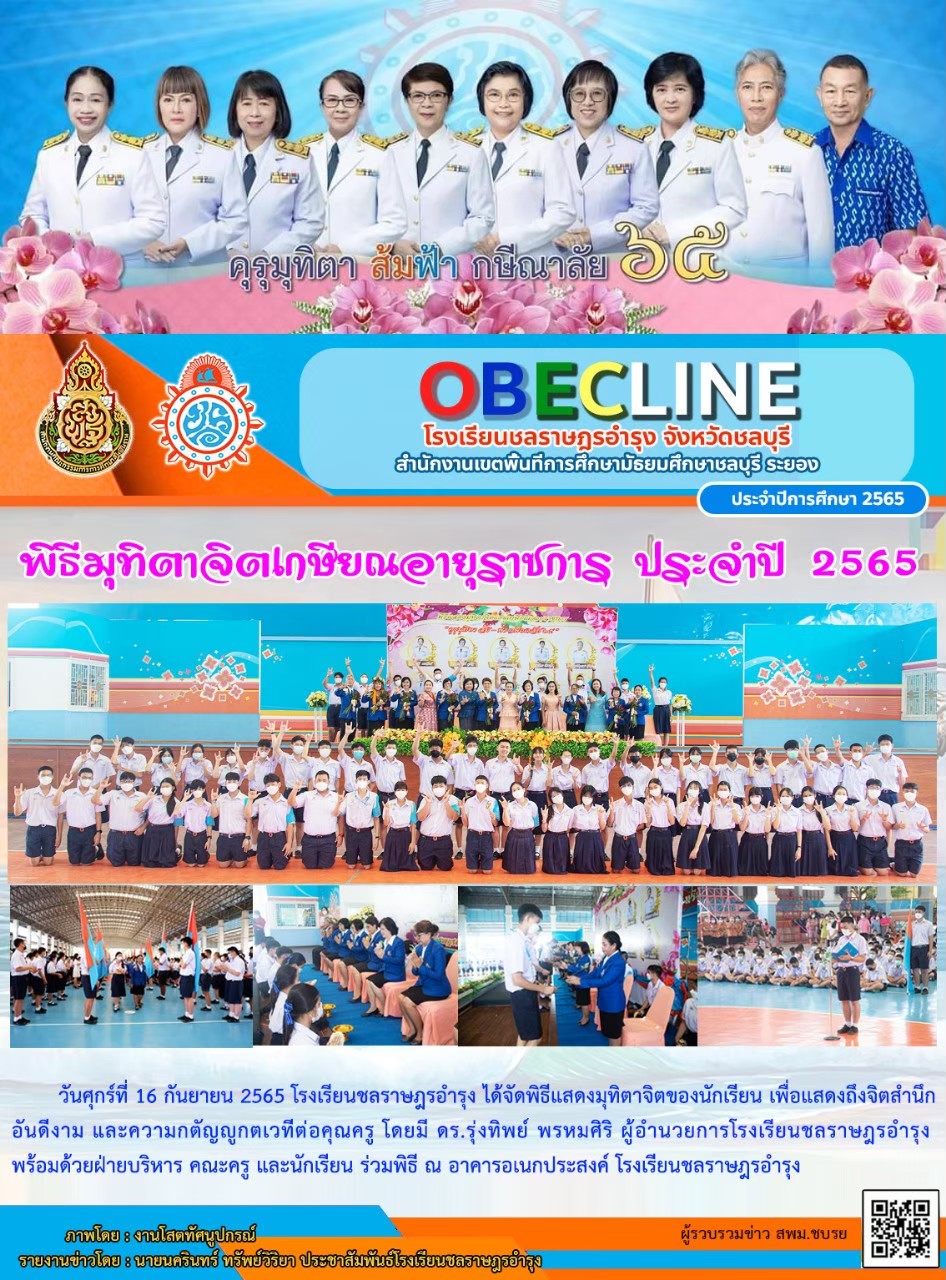 คุรุมุทิตา ส้มฟ้า กษีณาลัย ๖๕
OBECLINE
โรงเรียนชลราษฎรอำรุง จังหวัดชลบุรี
สำนักงานเขตพื้นที่การศึกษามัธยมศึกษาชลบุรี ระยอง
ประจำปีการศึกษา 2565
พิธีมุทิตาจิตเกษียณอายุราชการ ประจำปี 2565
วันศุกร์ที่ 16 กันยายน 2565 โรงเรียนชลราษฎรอำรุง ได้จัดพิธีแสดงมุทิตาจิตของนักเรียน เพื่อแสดงถึงจิตสำนึก
อันดีงาม และความกตัญญูกตเวทีต่อคุณครู โดยมี ดร.รุ่งทิพย์ พรหมศิริ ผู้อำนวยการโรงเรียนชลราษฎรอำรุง
พร้อมด้วยฝ่ายบริหาร คณะครู และนักเรียน ร่วมพิธี ณ อาคารอเนกประสงค์ โรงเรียนชลราษฎรอำรุง
ภาพโดย : งานโสตทัศนูปกรณ์
รายงานข่าวโดย : นายนครินทร์ ทรัพย์วิริยา ประชาสัมพันธ์โรงเรียนชลราษฎรอำรุง
ผู้รวบรวมข่าว สพม.ชบรย